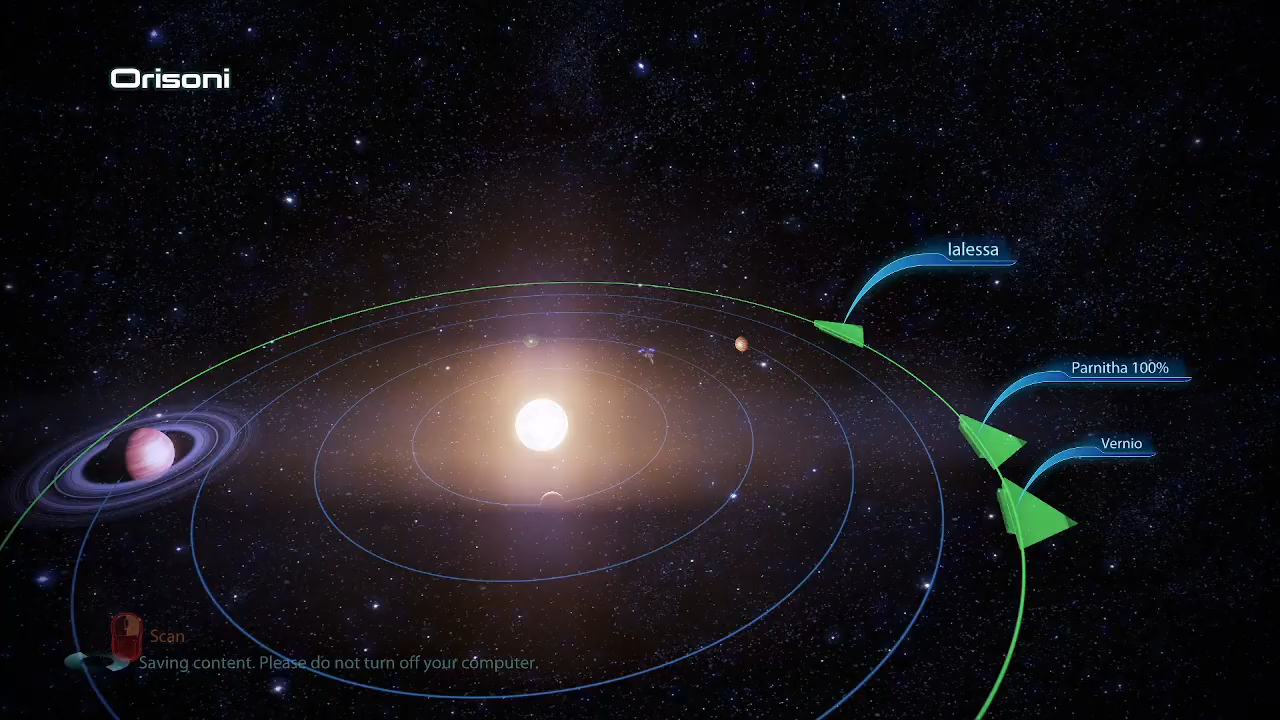 Orisoni
Ialessa
Parnitha 100%
Vernio
Scan
Saving content. Please do not turn off your computer.